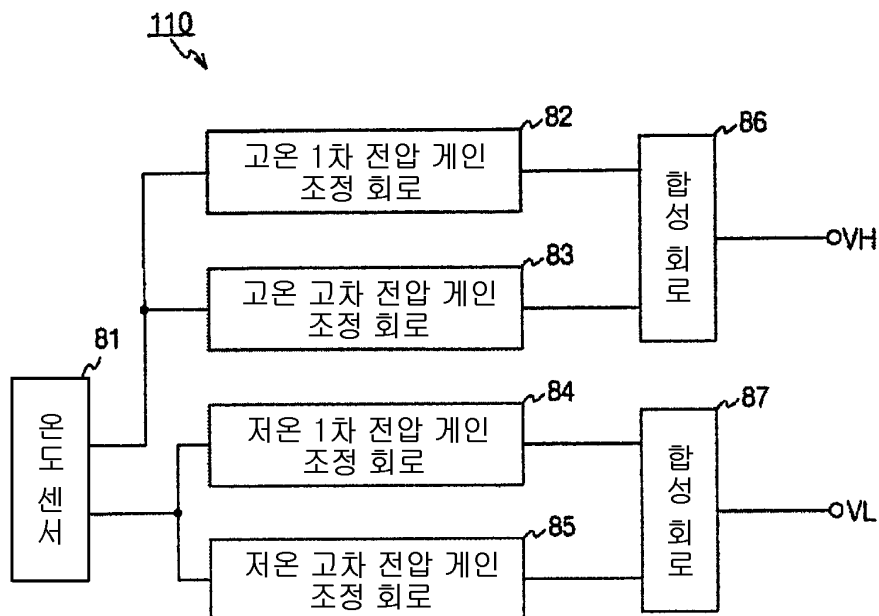 110
82
고온 1차 전압 게인
조정 회로
86
합성 회로
VH
83
고온 고차 전압 게인
조정 회로
81
온도 센서
84
저온 1차 전압 게인
조정 회로
87
합성 회로
VL
85
저온 고차 전압 게인
조정 회로